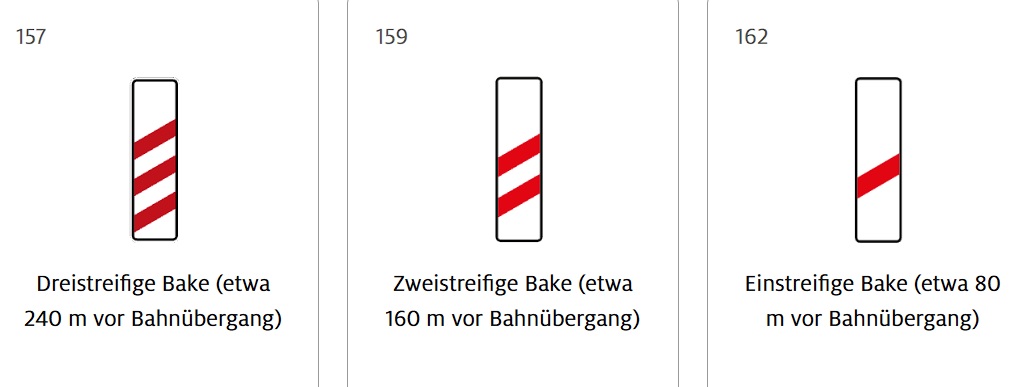 157
Dreistreifige Bake (etwa
240 m vor Bahnübergang)
159
Zweistreifige Bake (etwa
160 m vor Bahnübergang)
162
Einstreifige Bake (etwa 80
m vor Bahnübergang)